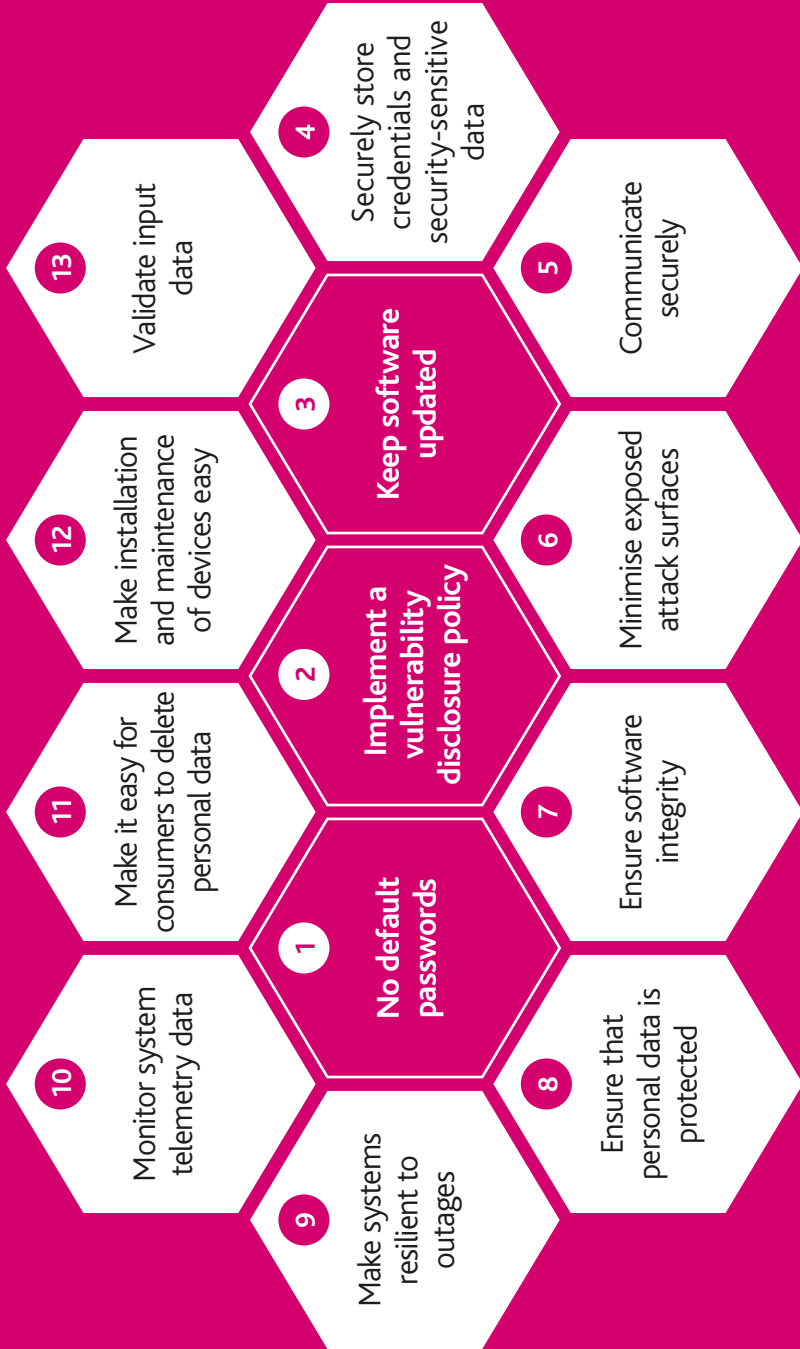 1
No default
passwords
2
Implement a
vulnerability
disclosure policy
3
Keep software
updated
4
Securely store
credentials and
security-sensitive
data
5
Communicate
securely
6
Minimise exposed
attack surfaces
7
Ensure software
integrity
8
Ensure that
personal data is
protected
9
Make systems
resilient to
outages
10
Monitor system
telemetry data
11
Make it easy for
consumers to delete
personal data
12
Make installation
and maintenance
of devices easy
13
Validate input
data